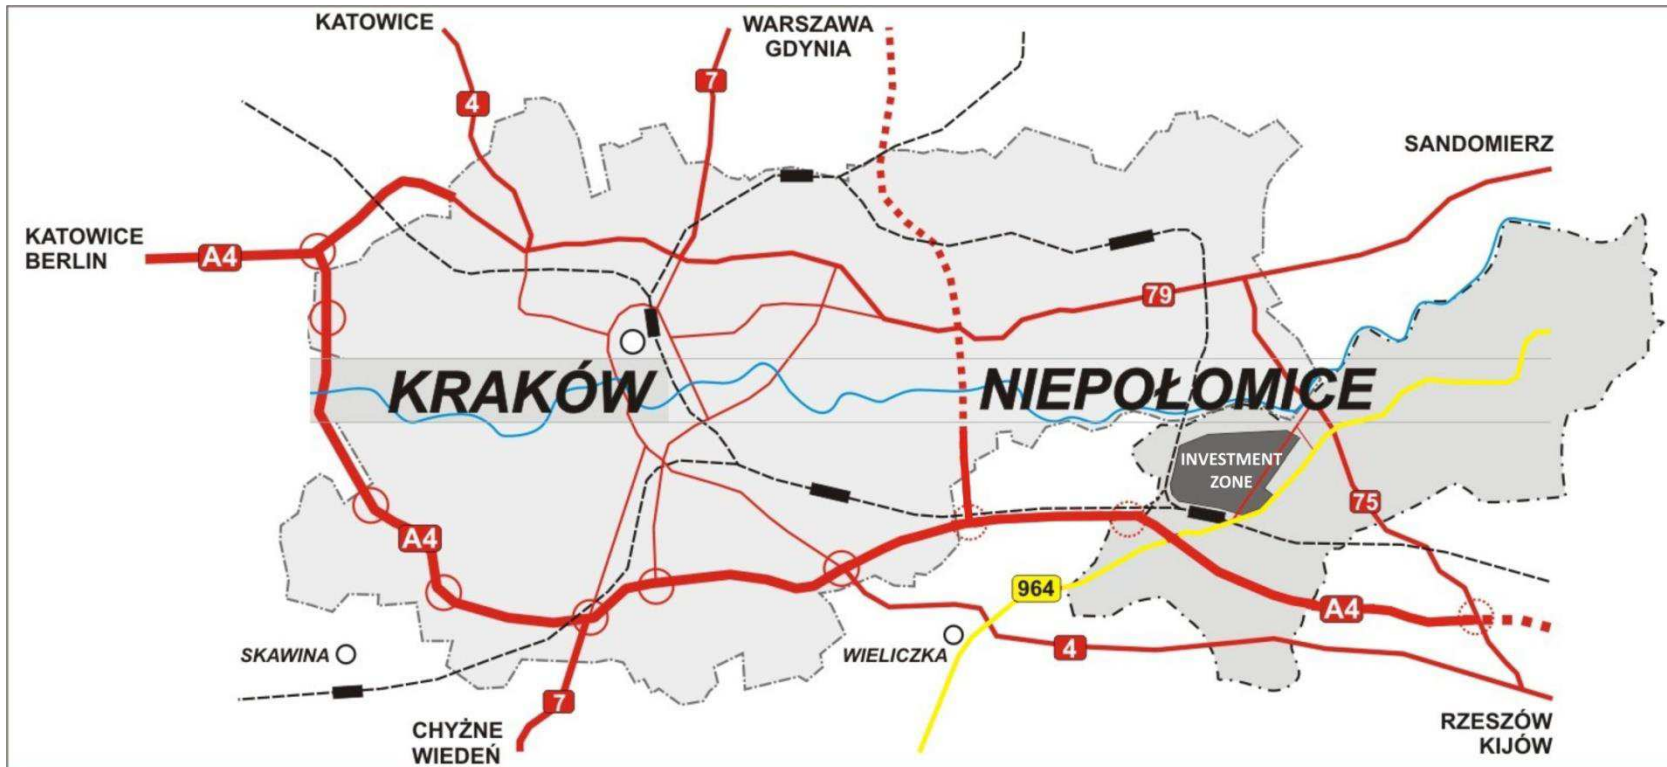 KATOWICE
WARSZAWA
GDYNIA
7
4
SANDOMIERZ
KATOWICE
BERLIN
A4
79
KRAKÓW
NIEPOŁOMICE
INVESTMENT
ZONE
75
A4
964
A4
SKAWINA
WIELICZKA
4
7
CHYŻNE
WIEDEŃ
RZESZÓW
KIJÓW